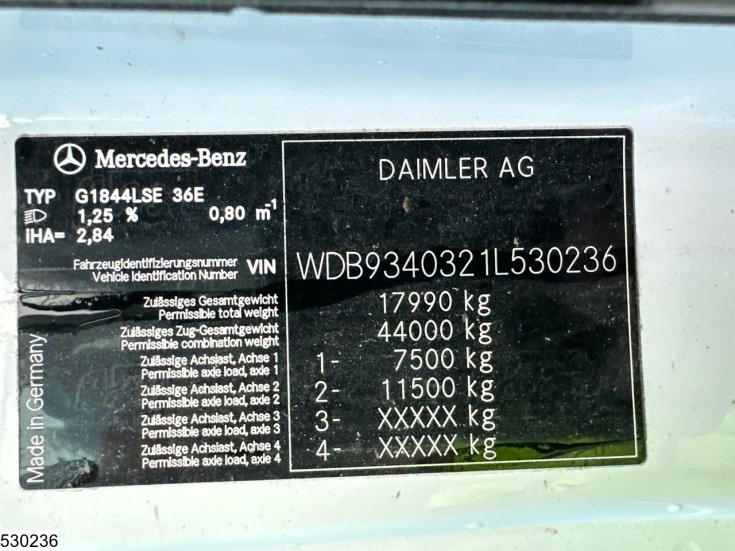 Mercedes-Benz
DAIMLER AG
TYP G1844LSE 36E
1,25 % 0,80 m-1
iHA= 2,84
Fahrzeugidentifizierungsnummer
Vehicle Identification Number VIN WDB9340321L530236
Zulässiges Gesamtgewicht
Permissible total weight 17990 kg
Zulässiges Zug-Gesamtgewicht
Permissible combination weight 44000 kg
Zulässige Achslast, Achse 1
Permissible axle load, axle 1 1- 7500 kg
Zulässige Achslast, Achse 2
Permissible axle load, axle 2 2- 11500 kg
Zulässige Achslast, Achse 3
Permissible axle load, axle 3 3- XXXXX kg
Zulässige Achslast, Achse 4
Permissible axle load, axle 4 4- XXXXX kg
Made in Germany
530236